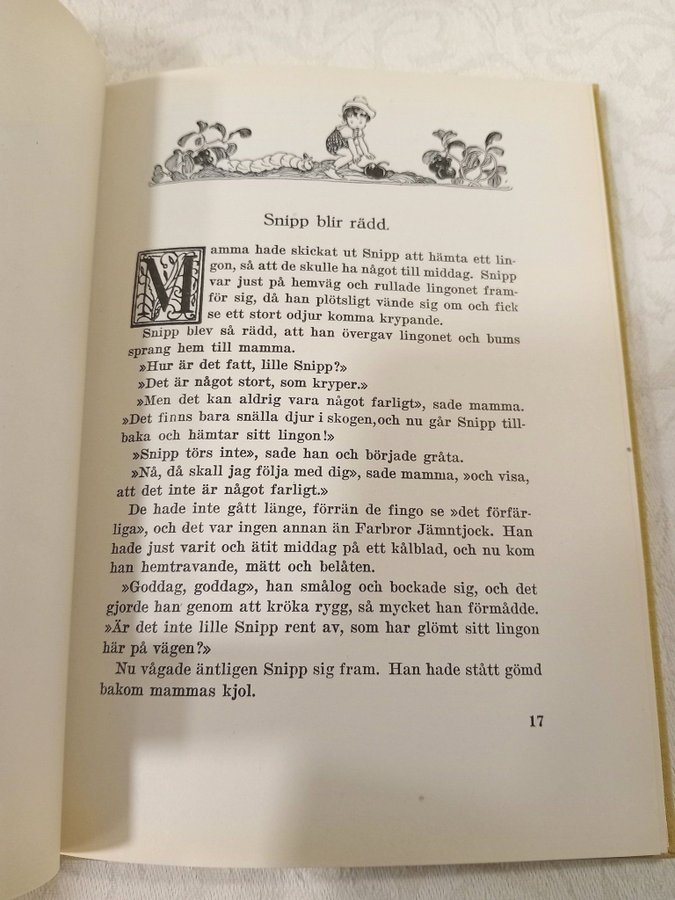 Snipp blir rädd.
Mamma hade skickat ut Snipp att hämta ett lin-
gon, så att de skulle ha något till middag. Snipp
var just på hemväg och rullade lingonet fram-
för sig, då han plötsligt vände sig om och fick
se ett stort odjur komma krypande.
Snipp blev så rädd, att han övergav lingonet och bums
sprang hem till mamma.
»Hur är det fatt, lille Snipp?»
»Det är något stort, som kryper.»
»Men det kan aldrig vara något farligt», sade mamma.
»Det finns bara snälla djur i skogen, och nu går Snipp till-
baka och hämtar sitt lingon!»
»Snipp törs inte», sade han och började gråta.
»Nå, då skall jag följa med dig», sade mamma, »och visa,
att det inte är något farligt.»
De hade inte gått länge, förrän de fingo se »det förfär-
liga», och det var ingen annan än Farbror Jämntjock. Han
hade just varit och ätit middag på ett kålblad, och nu kom
han hemtravande, mätt och belåten.
»Goddag, goddag», han smålog och bockade sig, och det
gjorde han genom att kröka rygg, så mycket han förmådde.
»Är det inte lille Snipp rent av, som har glömt sitt lingon
här på vägen?»
Nu vågade äntligen Snipp sig fram. Han hade stått gömd
bakom mammas kjol.
17